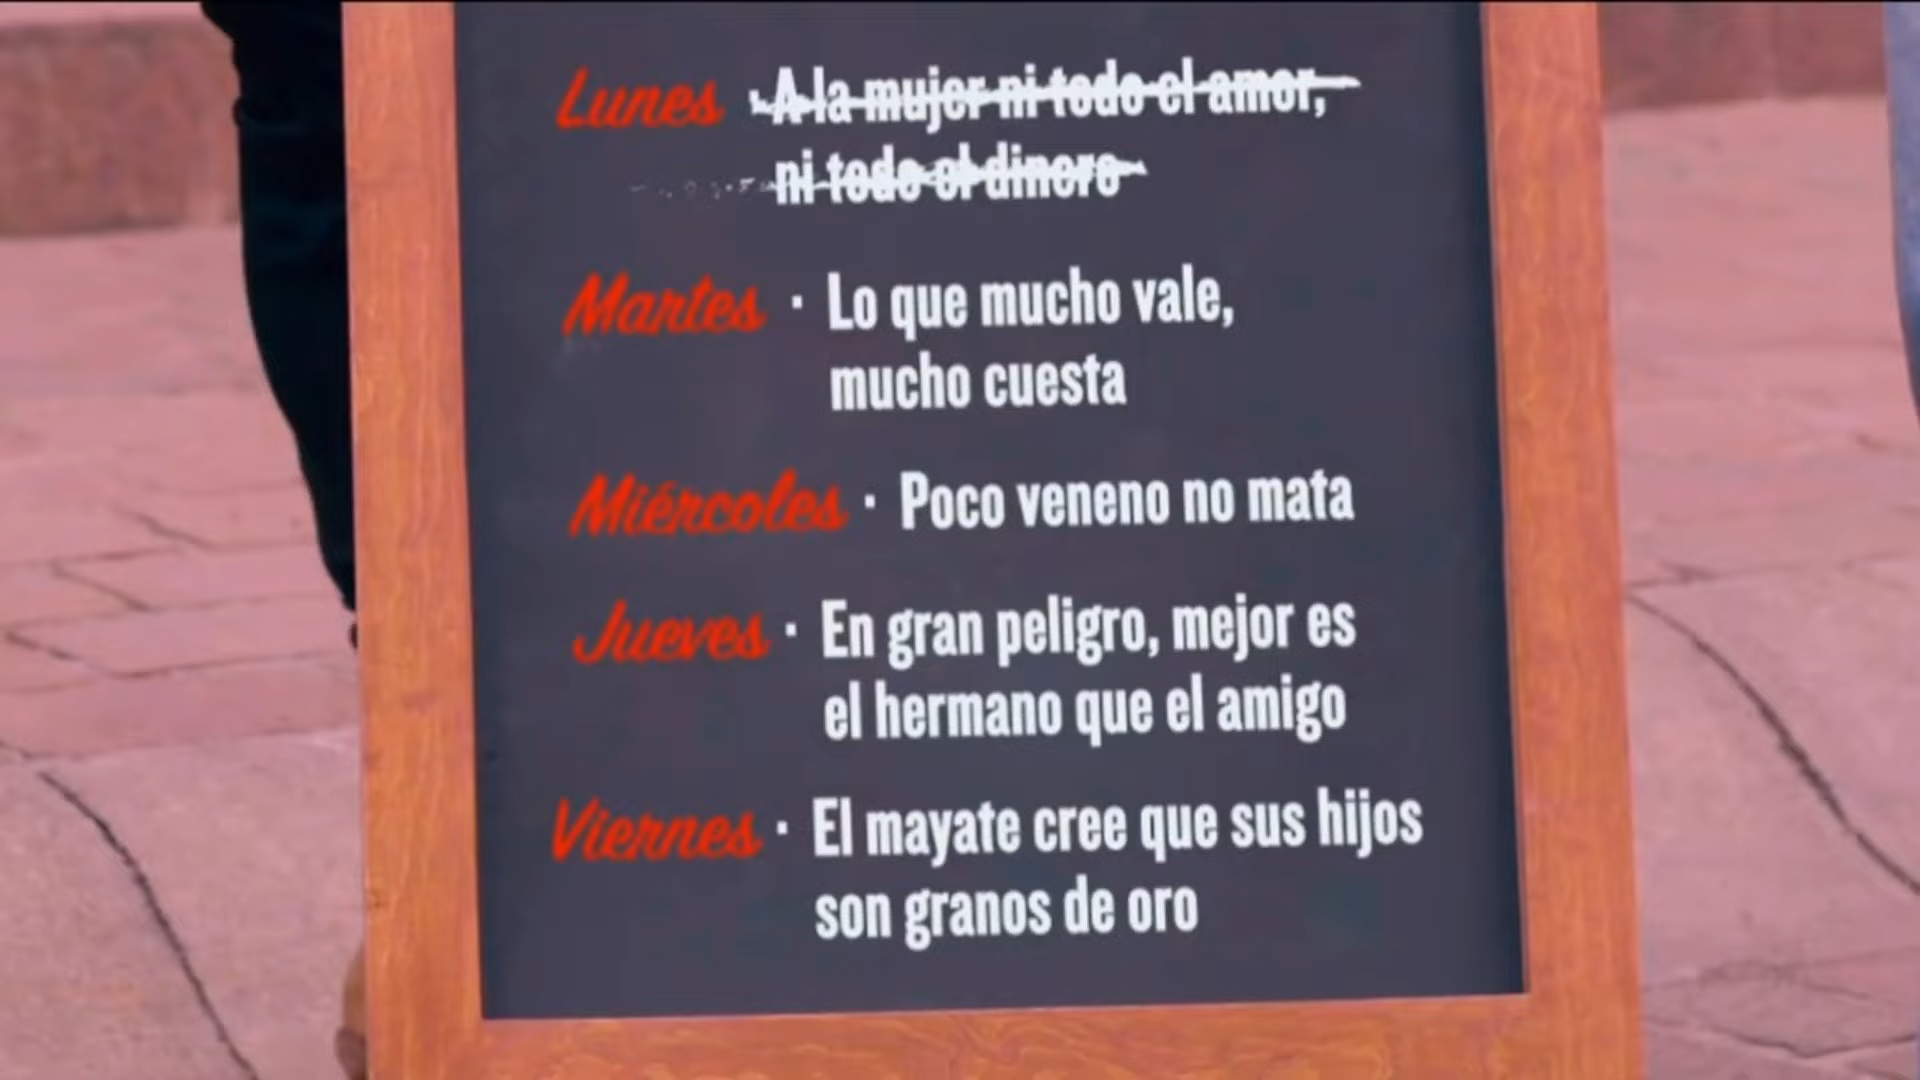 Lunes · A la mujer ni todo el amor,
ni todo el dinero
Martes · Lo que mucho vale,
mucho cuesta
Miércoles · Poco veneno no mata
Jueves · En gran peligro, mejor es
el hermano que el amigo
Viernes · El mayate cree que sus hijos
son granos de oro